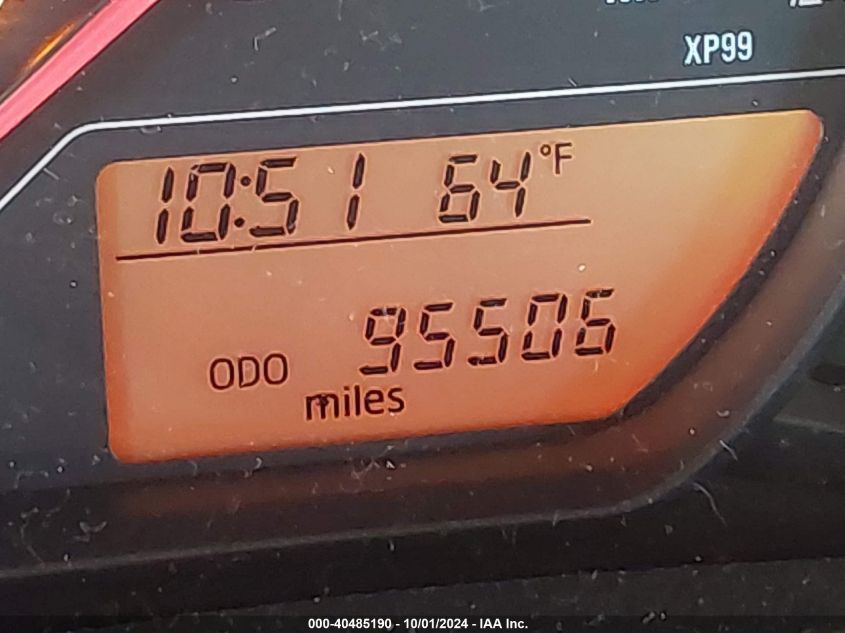 XP99
10:51 64°F
95506
ODO
miles
000-40485190 - 10/01/2024 - IAA Inc.